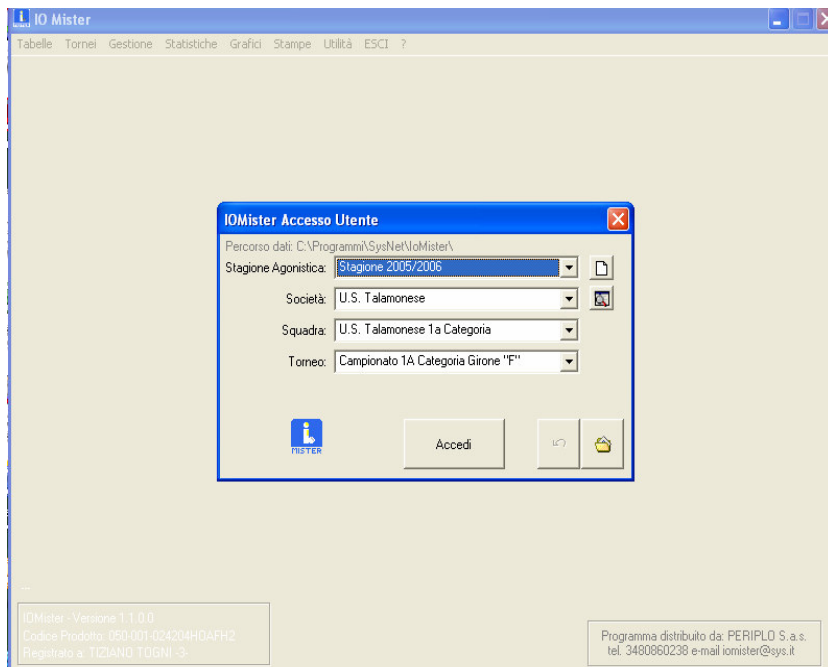 IO Mister
Tabelle Tornei Gestione Statistiche Grafici Stampe Utilità ESCI ?
IOMister Accesso Utente
Percorso dati: C:\Programmi\SysNet\IoMister\
Stagione Agonistica: Stagione 2005/2006
Società: U.S. Talamonese
Squadra: U.S. Talamonese 1a Categoria
Torneo: Campionato 1A Categoria Girone "F"
MISTER
Accedi
...
IOMister - Versione 1.1.0.0
Codice Prodotto: 050-001-024204HOAFH2
Registrato a: TIZIANO TOGNI -3-
Programma distribuito da: PERIPLO S.a.s.
tel. 3480860238 e-mail iomister@sys.it